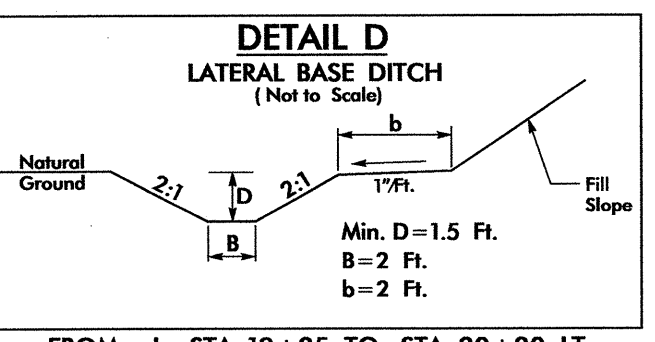 DETAIL D
LATERAL BASE DITCH
( Not to Scale)
b
Natural
Ground
2:1
D
2:1
1"/Ft.
Fill
Slope
B
Min. D=1.5 Ft.
B=2 Ft.
b=2 Ft.